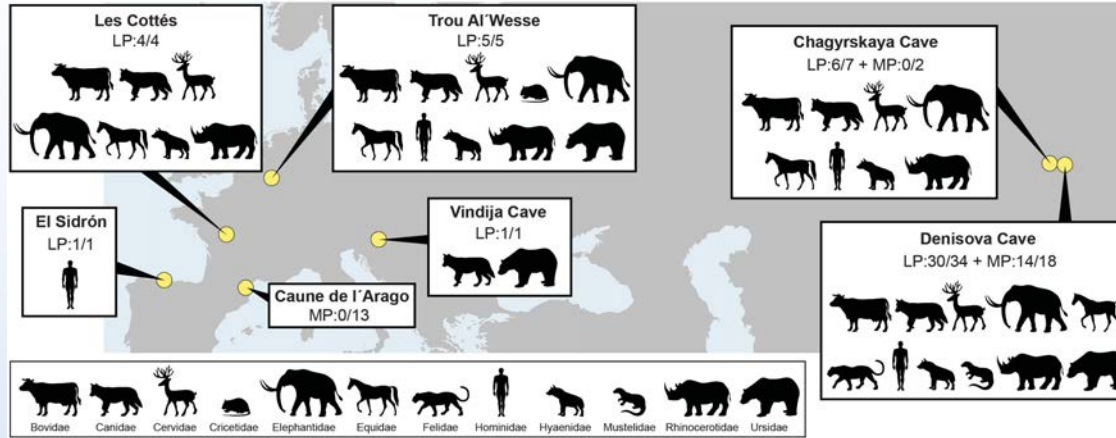 Les Cottés
LP:4/4
Trou Al´Wesse
LP:5/5
Chagyrskaya Cave
LP:6/7 + MP:0/2
El Sidrón
LP:1/1
Vindija Cave
LP:1/1
Caune de l´Arago
MP:0/13
Denisova Cave
LP:30/34 + MP:14/18
Bovidae Canidae Cervidae Cricetidae Elephantidae Equidae Felidae Hominidae Hyaenidae Mustelidae Rhinocerotidae Ursidae